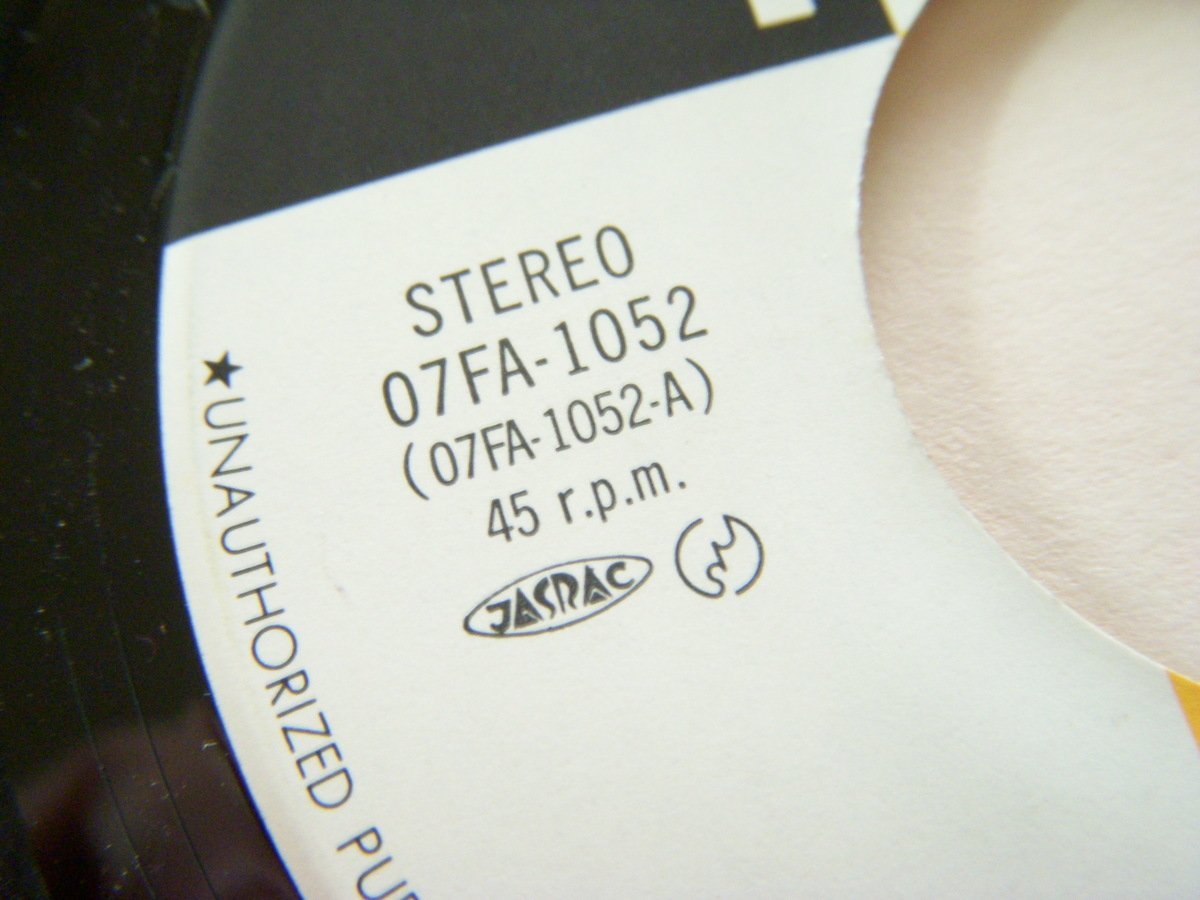 STEREO
07FA-1052
(07FA-1052-A)
45 r.p.m.
JASRAC
★UNAUTHORIZED